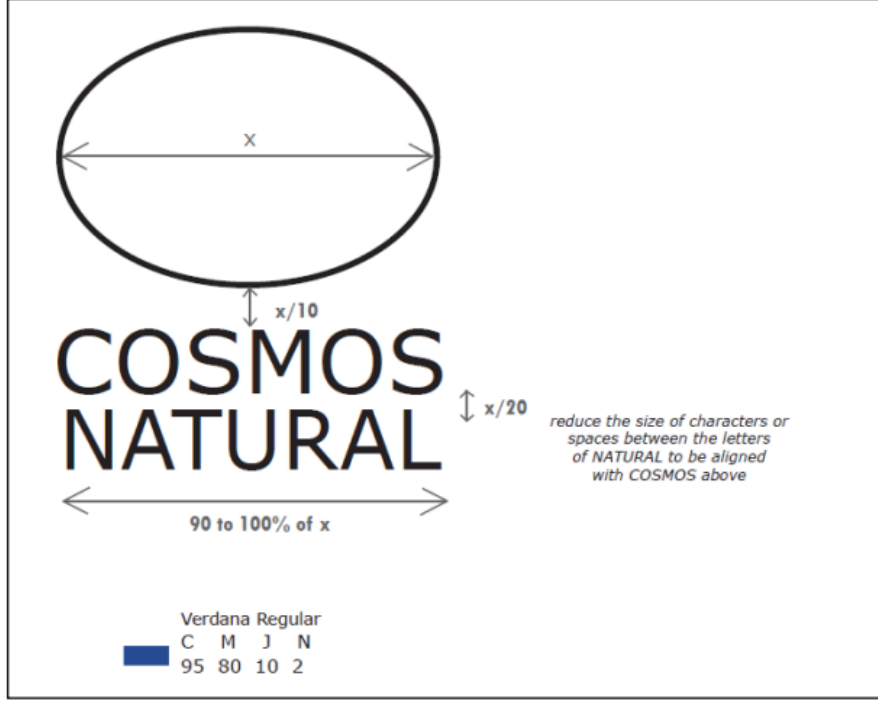 x
x/10
COSMOS
NATURAL
x/20
reduce the size of characters or
spaces between the letters
of NATURAL to be aligned
with COSMOS above
90 to 100% of x
Verdana Regular
C M J N
95 80 10 2